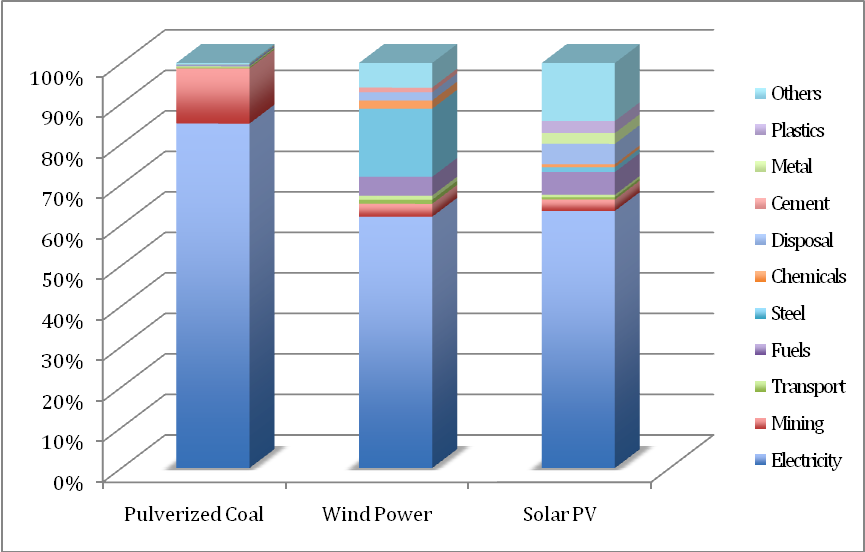 100%
90%
80%
70%
60%
50%
40%
30%
20%
10%
0%
Pulverized Coal
Wind Power
Solar PV
Others
Plastics
Metal
Cement
Disposal
Chemicals
Steel
Fuels
Transport
Mining
Electricity